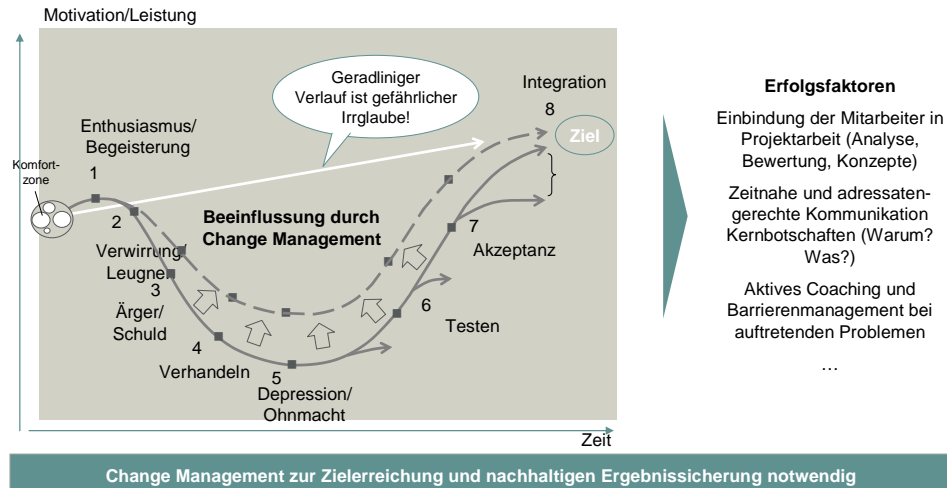 Motivation/Leistung
Geradliniger
Verlauf ist gefährlicher
Irrglaube!
Integration
8
Ziel
Enthusiasmus/
Begeisterung
Komfort-
zone
1
2
Beeinflussung durch
Change Management
7
Akzeptanz
Verwirrung/
Leugne
3
Ärger/
Schuld
6
Testen
4
Verhandeln
5
Depression/
Ohnmacht
Zeit
Erfolgsfaktoren
Einbindung der Mitarbeiter in
Projektarbeit (Analyse,
Bewertung, Konzepte)
Zeitnahe und adressaten-
gerechte Kommunikation
Kernbotschaften (Warum?
Was?)
Aktives Coaching und
Barrierenmanagement bei
auftretenden Problemen
…
Change Management zur Zielerreichung und nachhaltigen Ergebnissicherung notwendig